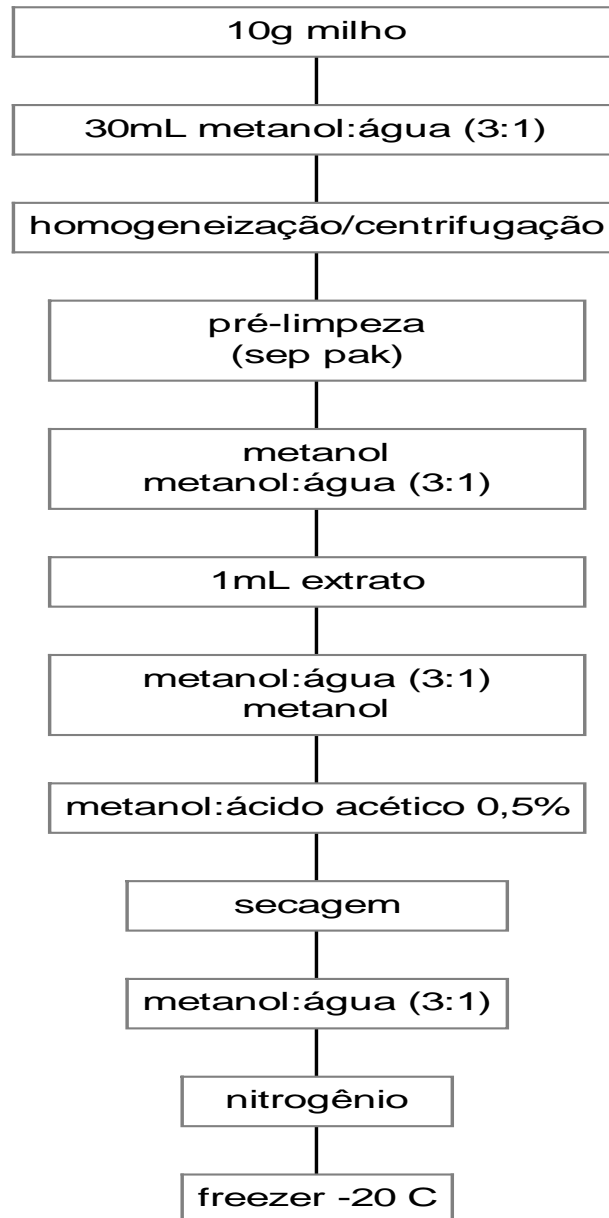 10g milho
30mL metanol:água (3:1)
homogeneização/centrifugação
pré-limpeza
(sep pak)
metanol
metanol:água (3:1)
1mL extrato
metanol:água (3:1)
metanol
metanol:ácido acético 0,5%
secagem
metanol:água (3:1)
nitrogênio
freezer -20 C